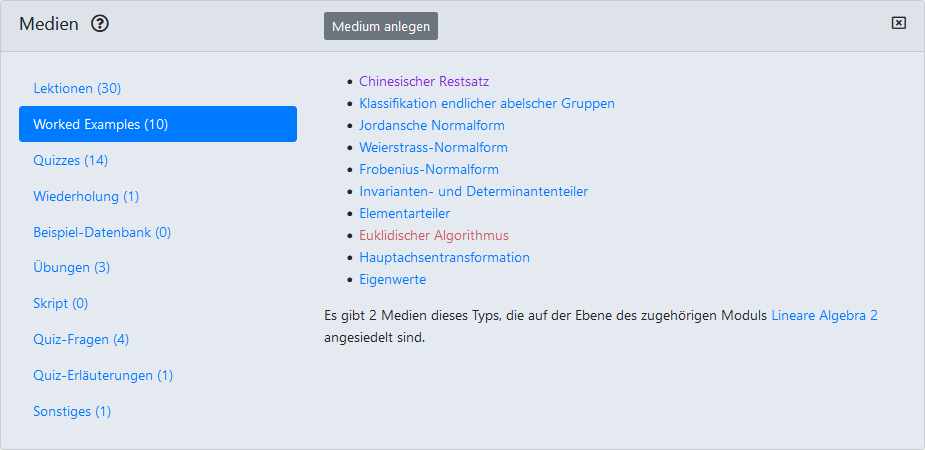 Medien
Medium anlegen
Lektionen (30)
Worked Examples (10)
Quizzes (14)
Wiederholung (1)
Beispiel-Datenbank (0)
Übungen (3)
Skript (0)
Quiz-Fragen (4)
Quiz-Erläuterungen (1)
Sonstiges (1)
Chinesischer Restsatz
Klassifikation endlicher abelscher Gruppen
Jordansche Normalform
Weierstrass-Normalform
Frobenius-Normalform
Invarianten- und Determinantenteiler
Elementarteiler
Euklidischer Algorithmus
Hauptachsentransformation
Eigenwerte
Es gibt 2 Medien dieses Typs, die auf der Ebene des zugehörigen Moduls Lineare Algebra 2
angesiedelt sind.